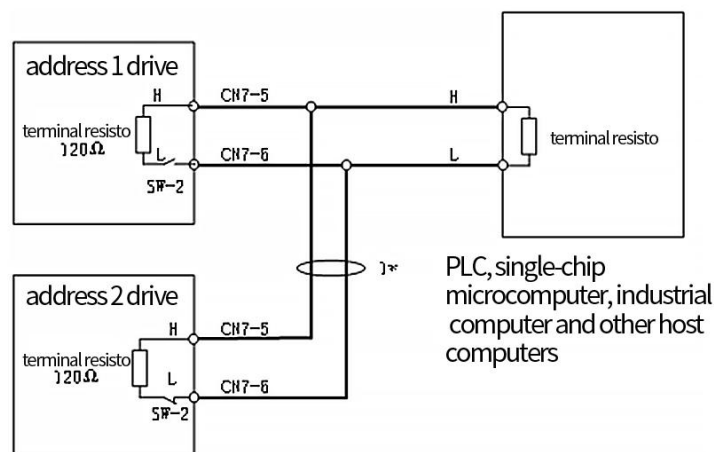 address 1 drive
H
CN7-5
H
terminal resisto
120Ω
terminal resisto
L
CN7-6
L
SW-2
1*
PLC, single-chip
microcomputer, industrial
computer and other host
computers
address 2 drive
H
CN7-5
terminal resisto
120Ω
L
CN7-6
SW-2